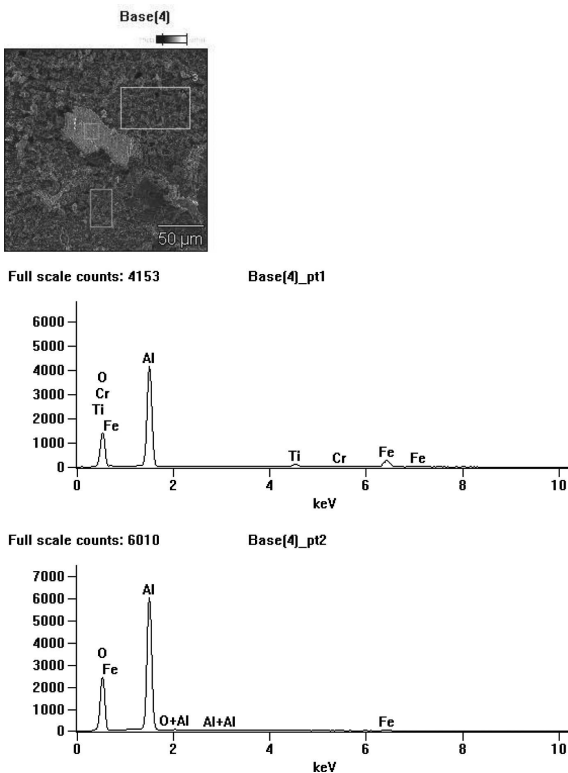 Base(4)
3
50 µm
Full scale counts: 4153 Base(4)_pt1
6000
5000
4000
3000
2000
1000
0
O
Cr
Ti
Fe
Al
Ti
Cr
Fe
Fe
0 2 4 6 8 10
keV
Full scale counts: 6010 Base(4)_pt2
7000
6000
5000
4000
3000
2000
1000
0
O
Fe
Al
O+Al
Al+Al
Fe
0 2 4 6 8 10
keV